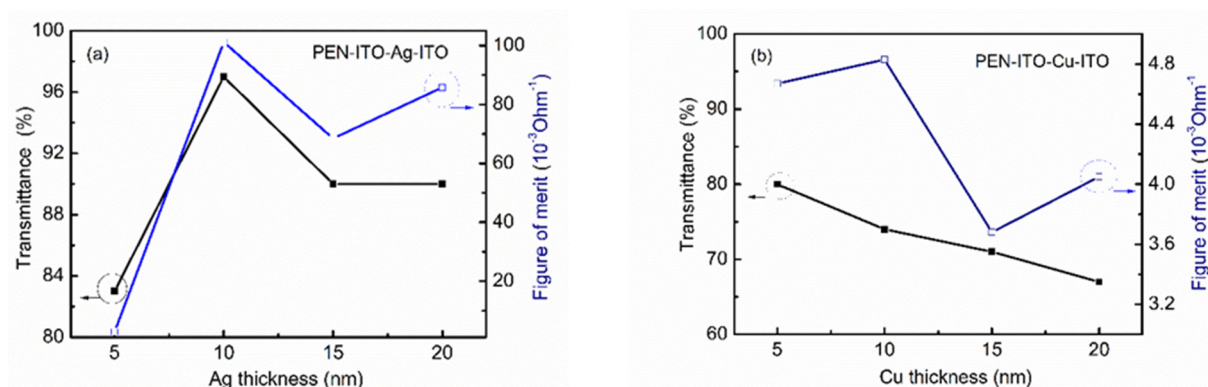 (a)
PEN-ITO-Ag-ITO
Transmittance (%)
100
96
92
88
84
80
5
10
15
20
Ag thickness (nm)
100
80
60
40
20
Figure of merit (10⁻³Ohm⁻¹)
(b)
PEN-ITO-Cu-ITO
Transmittance (%)
100
90
80
70
60
5
10
15
20
Cu thickness (nm)
4.8
4.4
4.0
3.6
3.2
Figure of merit (10⁻³Ohm⁻¹)